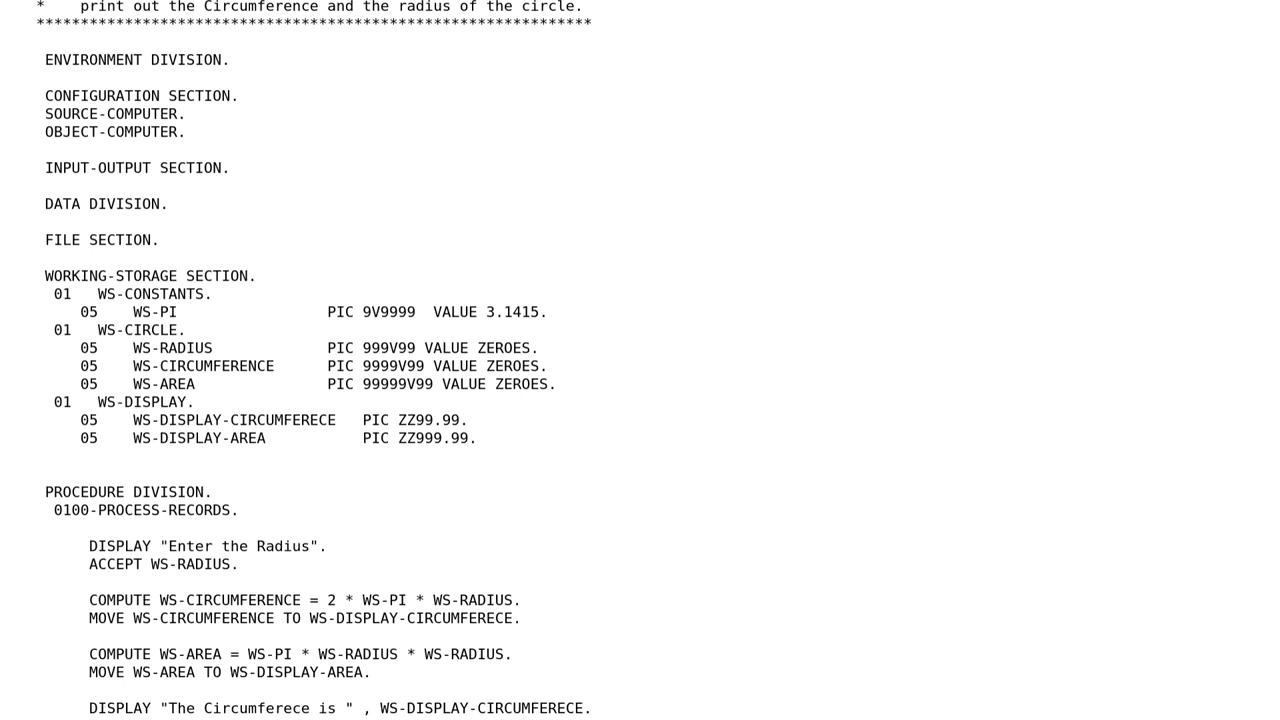 *    print out the Circumference and the radius of the circle.
***************************************************************
ENVIRONMENT DIVISION.
CONFIGURATION SECTION.
SOURCE-COMPUTER.
OBJECT-COMPUTER.
INPUT-OUTPUT SECTION.
DATA DIVISION.
FILE SECTION.
WORKING-STORAGE SECTION.
01   WS-CONSTANTS.
05    WS-PI                 PIC 9V9999  VALUE 3.1415.
01   WS-CIRCLE.
05    WS-RADIUS             PIC 999V99 VALUE ZEROES.
05    WS-CIRCUMFERENCE      PIC 9999V99 VALUE ZEROES.
05    WS-AREA               PIC 99999V99 VALUE ZEROES.
01   WS-DISPLAY.
05    WS-DISPLAY-CIRCUMFERECE   PIC ZZ99.99.
05    WS-DISPLAY-AREA           PIC ZZ999.99.
PROCEDURE DIVISION.
0100-PROCESS-RECORDS.
DISPLAY "Enter the Radius".
ACCEPT WS-RADIUS.
COMPUTE WS-CIRCUMFERENCE = 2 * WS-PI * WS-RADIUS.
MOVE WS-CIRCUMFERENCE TO WS-DISPLAY-CIRCUMFERECE.
COMPUTE WS-AREA = WS-PI * WS-RADIUS * WS-RADIUS.
MOVE WS-AREA TO WS-DISPLAY-AREA.
DISPLAY "The Circumferece is " , WS-DISPLAY-CIRCUMFERECE.